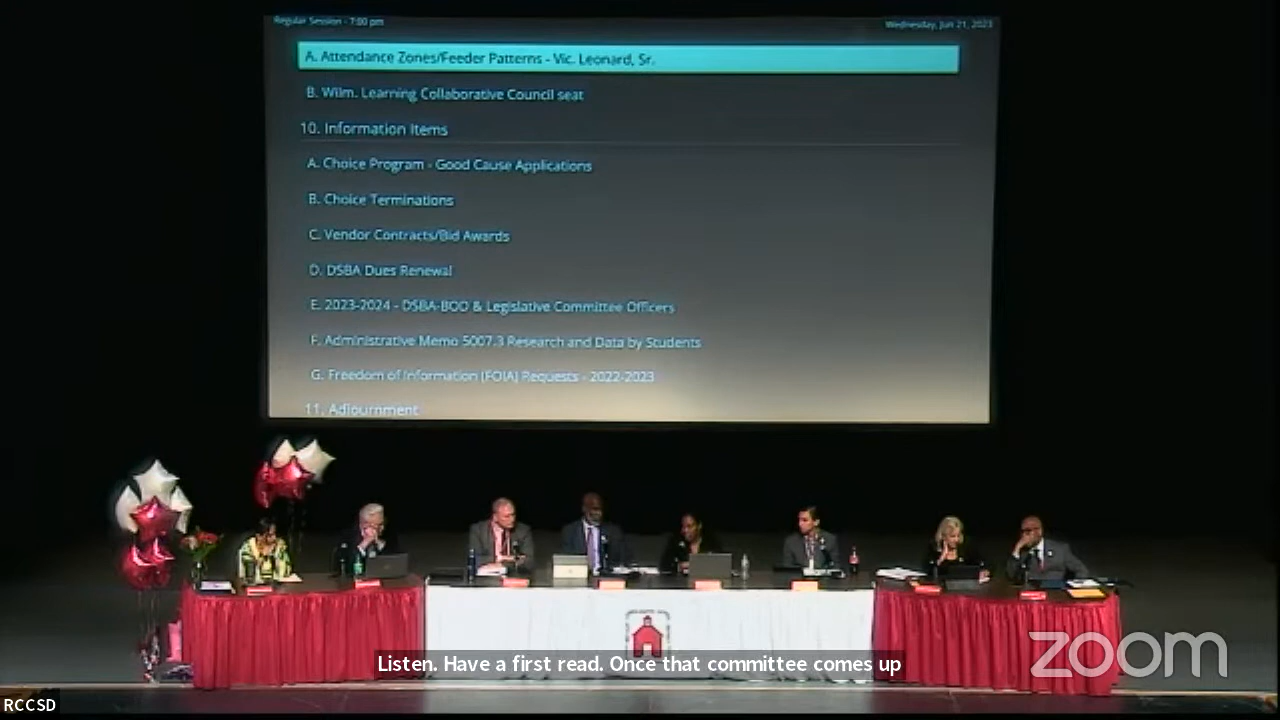 Regular Session - 7:00 pm
Wednesday, Jun 21, 2023
A. Attendance Zones/Feeder Patterns - Vic. Leonard, Sr.
B. Wilm. Learning Collaborative Council seat
10. Information Items
A. Choice Program - Good Cause Applications
B. Choice Terminations
C. Vendor Contracts/Bid Awards
D. DSBA Dues Renewal
E. 2023-2024 - DSBA-BOD & Legislative Committee Officers
F. Administrative Memo 5007.3 Research and Data by Students
G. Freedom of Information (FOIA) Requests - 2022-2023
11. Adjournment
Listen. Have a first read. Once that committee comes up
zoom
RCCSD